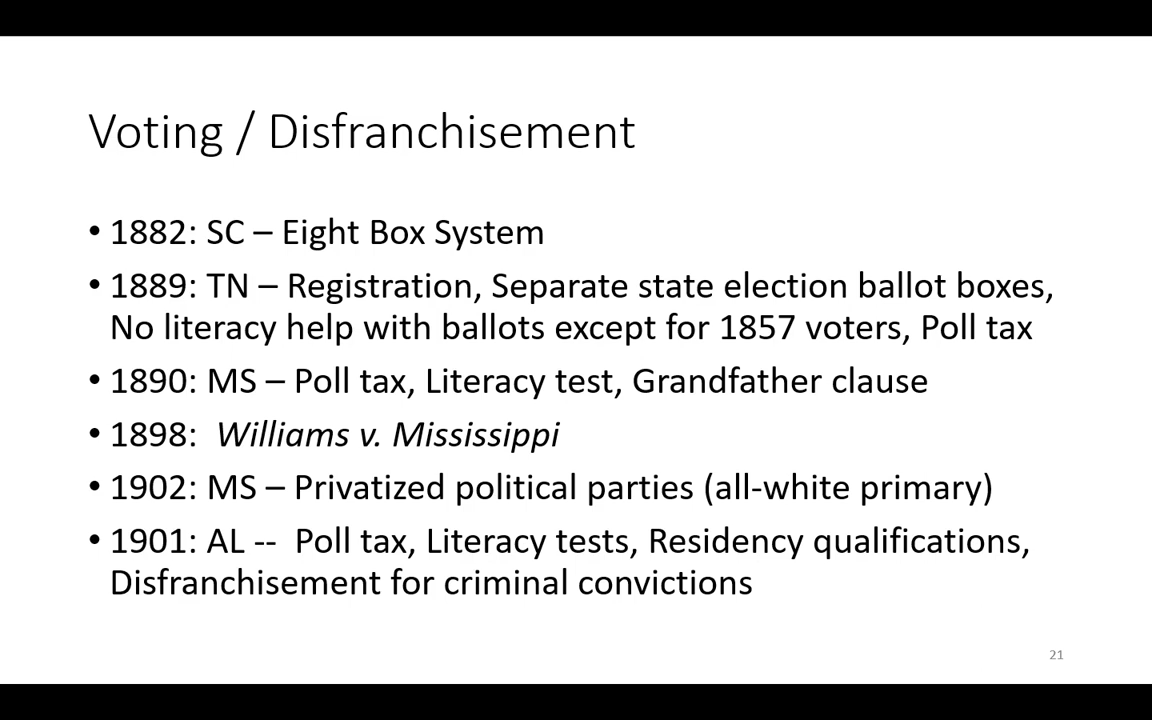 Voting / Disfranchisement
• 1882: SC – Eight Box System
• 1889: TN – Registration, Separate state election ballot boxes,
No literacy help with ballots except for 1857 voters, Poll tax
• 1890: MS – Poll tax, Literacy test, Grandfather clause
• 1898:  Williams v. Mississippi
• 1902: MS – Privatized political parties (all-white primary)
• 1901: AL --  Poll tax, Literacy tests, Residency qualifications,
Disfranchisement for criminal convictions
21